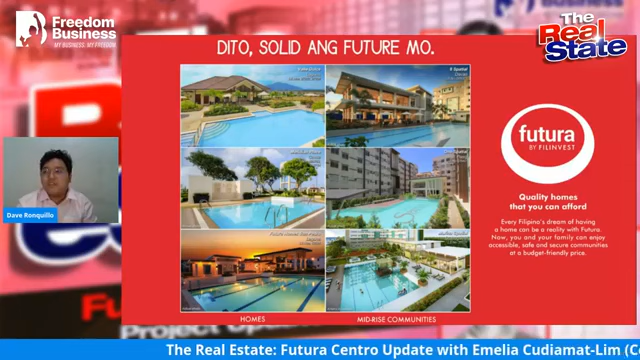 Freedom
Business
MY BUSINESS. MY FREEDOM
The
Real
State
DITO, SOLID ANG FUTURE MO.
futura
BY FILINVEST
Quality homes
that you can afford
Every Filipino's dream of having
a home can be a reality with Futura.
Now, you and your family can enjoy
accessible, safe and secure communities
at a budget-friendly price.
Dave Ronquillo
HOMES
MID-RISE COMMUNITIES
Project
The Real Estate: Futura Centro Update with Emelia Cudiamat-Lim (C